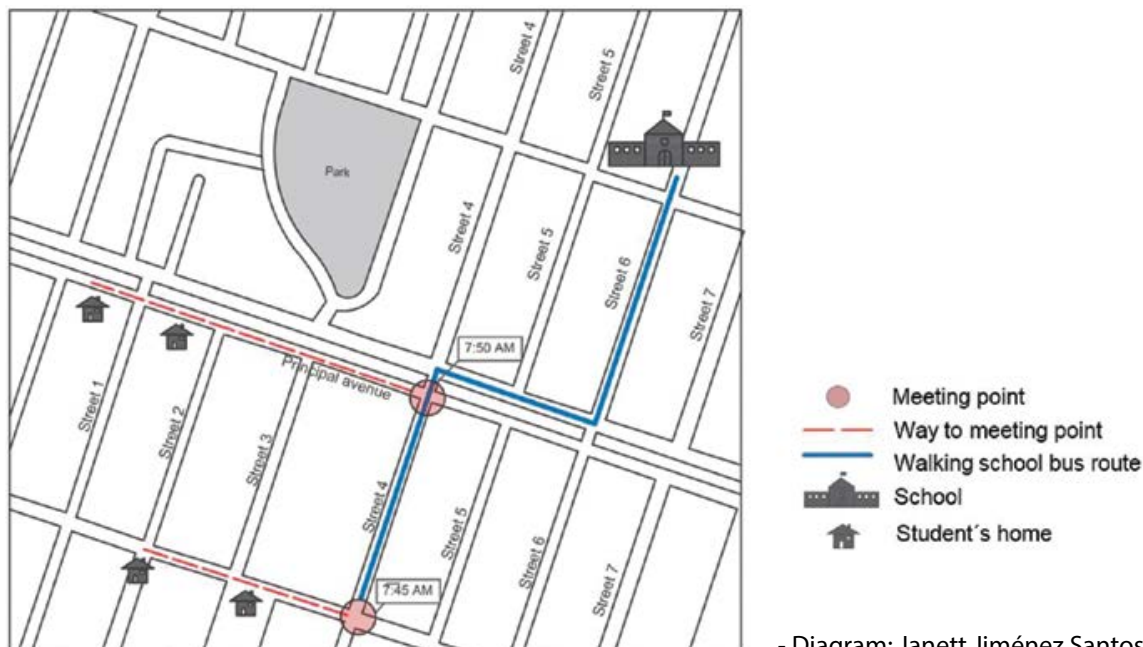 Street 4
Street 5
Park
Street 4
Street 5
Street 6
Street 7
7:50 AM
Principal avenue
Street 1
Street 2
Street 3
Street 4
Street 5
Street 6
Street 7
7:45 AM
Meeting point
Way to meeting point
Walking school bus route
School
Student´s home
- Diagram: Janett Jiménez Santos